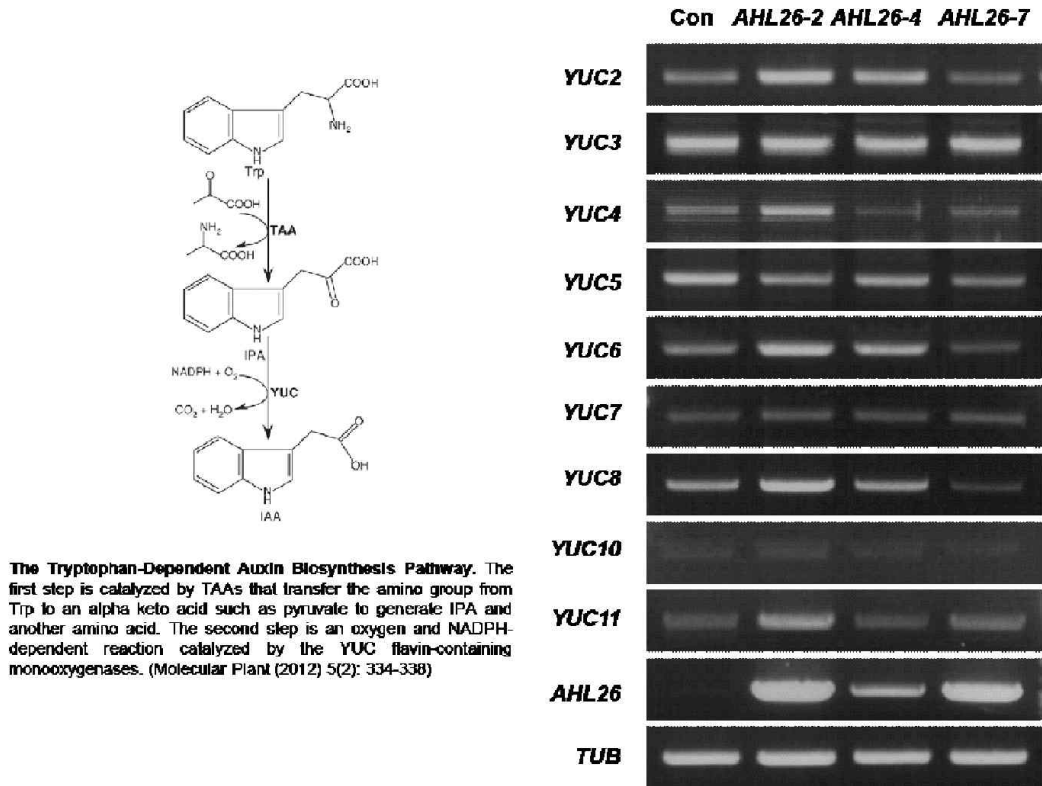 COOH
NH₂
N
H
Trp
O
COOH
NH₂
COOH
TAA
COOH
O
N
H
IPA
NADPH + O₂
YUC
CO₂ + H₂O
O
OH
N
H
IAA
The Tryptophan-Dependent Auxin Biosynthesis Pathway. The
first step is catalyzed by TAAs that transfer the amino group from
Trp to an alpha keto acid such as pyruvate to generate IPA and
another amino acid. The second step is an oxygen and NADPH-
dependent reaction catalyzed by the YUC flavin-containing
monooxygenases. (Molecular Plant (2012) 5(2): 334-338)
Con AHL26-2 AHL26-4 AHL26-7
YUC2
YUC3
YUC4
YUC5
YUC6
YUC7
YUC8
YUC10
YUC11
AHL26
TUB